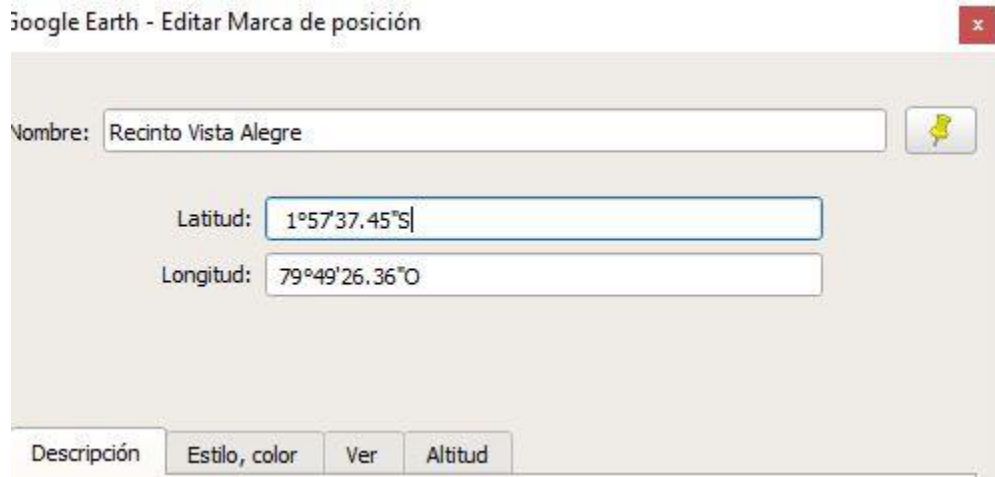 Google Earth - Editar Marca de posición
x
Nombre: Recinto Vista Alegre
Latitud: 1°57'37.45"S
Longitud: 79°49'26.36"O
Descripción Estilo, color Ver Altitud